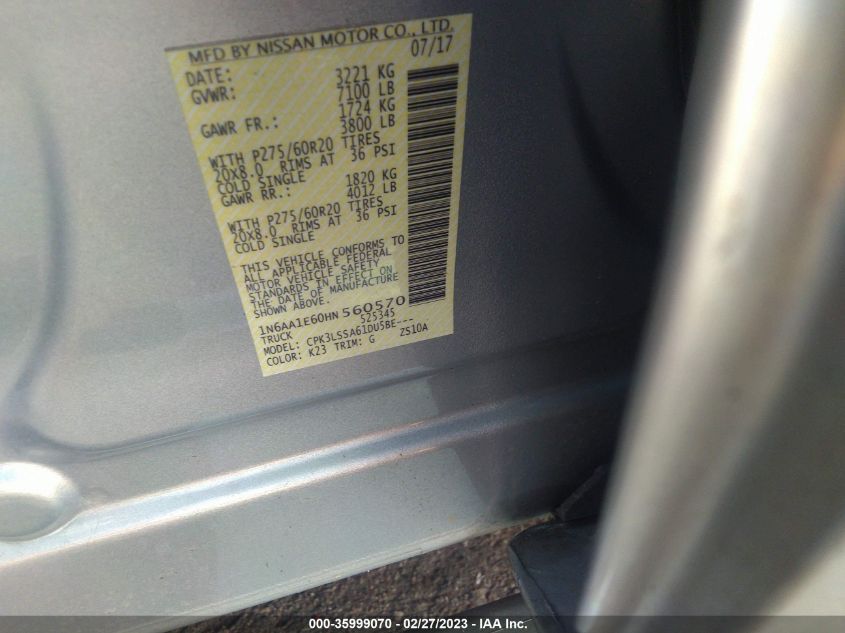 MFD BY NISSAN MOTOR CO., LTD.
DATE: 07/17
GVWR: 3221 KG
7100 LB
GAWR FR.: 1724 KG
3800 LB
WITH P275/60R20 TIRES
20X8.0 RIMS AT 36 PSI
COLD SINGLE
GAWR RR.: 1820 KG
4012 LB
WITH P275/60R20 TIRES
20X8.0 RIMS AT 36 PSI
COLD SINGLE
THIS VEHICLE CONFORMS TO
ALL APPLICABLE FEDERAL
MOTOR VEHICLE SAFETY
STANDARDS IN EFFECT ON
THE DATE OF MANUFACTURE
SHOWN ABOVE.
1N6AA1E60HN 560570
TRUCK 525345
MODEL: CPK3LSSA61DU5BE---
COLOR: K23 TRIM: G ZS10A
000-35999070 - 02/27/2023 - IAA Inc.